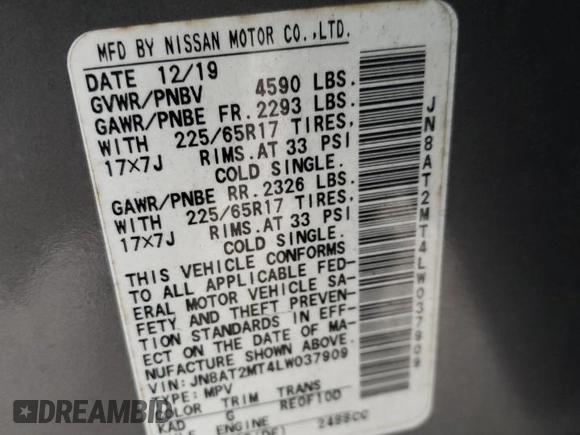 MFD BY NISSAN MOTOR CO.,LTD.
DATE 12/19
GVWR/PNBV 4590 LBS.
GAWR/PNBE FR. 2293 LBS.
WITH 225/65R17 TIRES,
17×7J RIMS. AT 33 PSI
COLD SINGLE.
GAWR/PNBE RR. 2326 LBS.
WITH 225/65R17 TIRES,
17×7J RIMS. AT 33 PSI
COLD SINGLE.
THIS VEHICLE CONFORMS
TO ALL APPLICABLE FED-
ERAL MOTOR VEHICLE SA-
FETY AND THEFT PREVEN-
TION STANDARDS IN EFF-
ECT ON THE DATE OF MA-
NUFACTURE SHOWN ABOVE.
VIN: JN8AT2MT4LW037909
TYPE: MPV
COLOR TRIM TRANS
KAD G RE0F10D
ENGINE
2488CC
JN8AT2MT4LW037909
DREAMBID